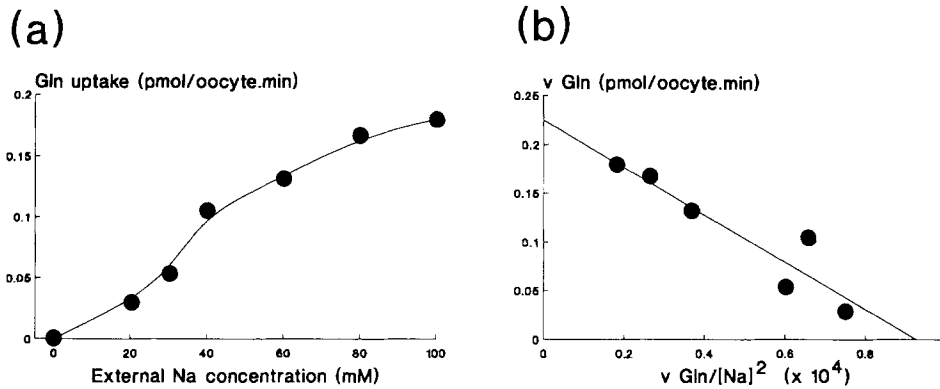 (a)
Gln uptake (pmol/oocyte.min)
0.2
0.15
0.1
0.05
0
0 20 40 60 80 100
External Na concentration (mM)
(b)
v Gln (pmol/oocyte.min)
0.25
0.2
0.15
0.1
0.05
0
0 0.2 0.4 0.6 0.8
v Gln/[Na]² (x 10⁴)